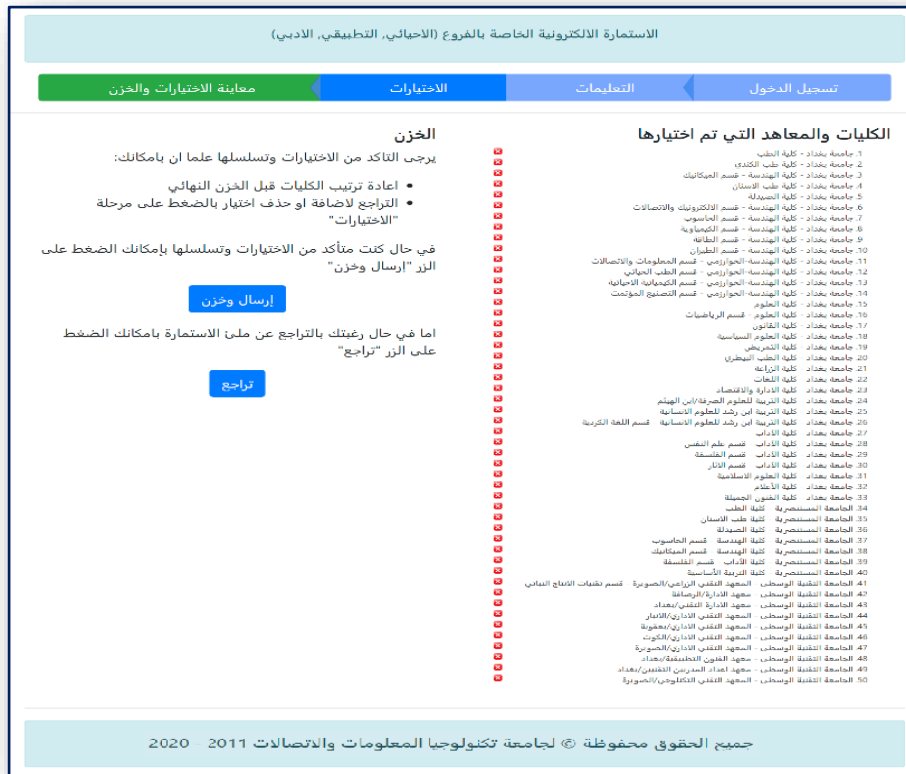 الاستمارة الالكترونية الخاصة بالفروع (الاحيائي, التطبيقي, الادبي)
تسجيل الدخول
التعليمات
الاختيارات
معاينة الاختيارات والخزن
الكليات والمعاهد التي تم اختيارها
1. جامعة بغداد - كلية الطب
2. جامعة بغداد - كلية طب الكندي
3. جامعة بغداد - كلية الهندسة - قسم الميكانيك
4. جامعة بغداد - كلية طب الاسنان
5. جامعة بغداد - كلية الصيدلة
6. جامعة بغداد - كلية الهندسة - قسم الالكترونيك والاتصالات
7. جامعة بغداد - كلية الهندسة - قسم الحاسوب
8. جامعة بغداد - كلية الهندسة - قسم الكيمياوية
9. جامعة بغداد - كلية الهندسة - قسم الطاقة
10. جامعة بغداد - كلية الهندسة - قسم الطيران
11. جامعة بغداد - كلية الهندسة-الخوارزمي - قسم المعلومات والاتصالات
12. جامعة بغداد - كلية الهندسة-الخوارزمي - قسم الطب الحياتي
13. جامعة بغداد - كلية الهندسة-الخوارزمي - قسم الكيميائية الاحيائية
14. جامعة بغداد - كلية الهندسة-الخوارزمي - قسم التصنيع المؤتمت
15. جامعة بغداد - كلية العلوم
16. جامعة بغداد - كلية العلوم - قسم الرياضيات
17. جامعة بغداد - كلية القانون
18. جامعة بغداد - كلية العلوم السياسية
19. جامعة بغداد - كلية التمريض
20. جامعة بغداد - كلية الطب البيطري
21. جامعة بغداد - كلية الزراعة
22. جامعة بغداد - كلية اللغات
23. جامعة بغداد - كلية الادارة والاقتصاد
24. جامعة بغداد - كلية التربية للعلوم الصرفة/ابن الهيثم
25. جامعة بغداد - كلية التربية ابن رشد للعلوم الانسانية
26. جامعة بغداد - كلية التربية ابن رشد للعلوم الانسانية - قسم اللغة الكردية
27. جامعة بغداد - كلية الاداب
28. جامعة بغداد - كلية الآداب - قسم علم النفس
29. جامعة بغداد - كلية الآداب - قسم الفلسفة
30. جامعة بغداد - كلية الآداب - قسم الاثار
31. جامعة بغداد - كلية العلوم الاسلامية
32. جامعة بغداد - كلية الأعلام
33. جامعة بغداد - كلية الفنون الجميلة
34. الجامعة المستنصرية - كلية الطب
35. الجامعة المستنصرية - كلية طب الاسنان
36. الجامعة المستنصرية - كلية الصيدلة
37. الجامعة المستنصرية - كلية الهندسة - قسم الحاسوب
38. الجامعة المستنصرية - كلية الهندسة - قسم الميكانيك
39. الجامعة المستنصرية - كلية الآداب - قسم الفلسفة
40. الجامعة المستنصرية - كلية التربية الأساسية
41. الجامعة التقنية الوسطى - المعهد التقني الزراعي/الصويرة - قسم تقنيات الانتاج النباتي
42. الجامعة التقنية الوسطى - معهد الادارة/الرصافة
43. الجامعة التقنية الوسطى - معهد الادارة التقني/بغداد
44. الجامعة التقنية الوسطى - المعهد التقني الاداري/الانبار
45. الجامعة التقنية الوسطى - المعهد التقني الاداري/بعقوبة
46. الجامعة التقنية الوسطى - المعهد التقني الاداري/الكوت
47. الجامعة التقنية الوسطى - المعهد التقني الاداري/الصويرة
48. الجامعة التقنية الوسطى - معهد الفنون التطبيقية/بغداد
49. الجامعة التقنية الوسطى - معهد اعداد المدربين التقنيين/بغداد
50. الجامعة التقنية الوسطى - المعهد التقني التكنلوجي/الصويرة
الخزن
يرجى التاكد من الاختيارات وتسلسلها علما ان بامكانك:
اعادة ترتيب الكليات قبل الخزن النهائي
التراجع لاضافة او حذف اختيار بالضغط على مرحلة
"الاختيارات"
في حال كنت متأكد من الاختيارات وتسلسلها بإمكانك الضغط على
الزر "إرسال وخزن"
إرسال وخزن
اما في حال رغبتك بالتراجع عن ملئ الاستمارة بامكانك الضغط
على الزر "تراجع"
تراجع
جميع الحقوق محفوظة © لجامعة تكنولوجيا المعلومات والاتصالات 2011 - 2020